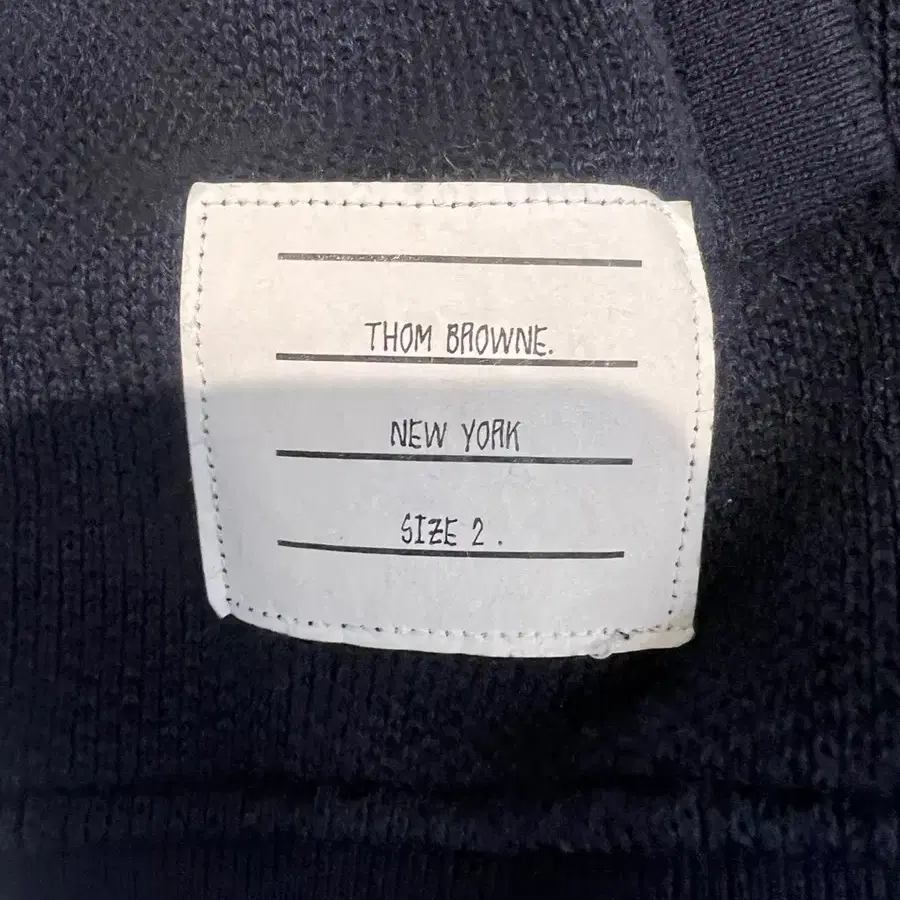 THOM BROWNE.
NEW YORK
SIZE 2 .